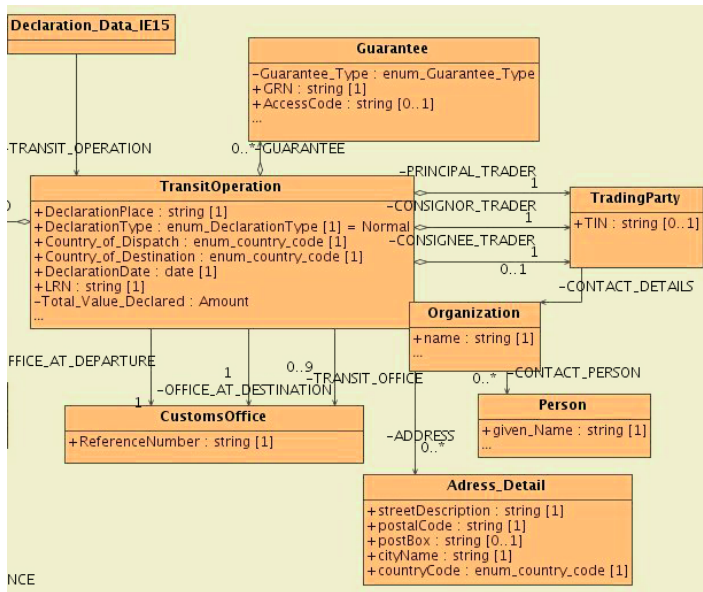 Declaration_Data_IE15
Guarantee
-Guarantee_Type : enum_Guarantee_Type
+GRN : string [1]
+AccessCode : string [0..1]
...
-TRANSIT_OPERATION
0..*
-GUARANTEE
TransitOperation
+DeclarationPlace : string [1]
+DeclarationType : enum_DeclarationType [1] = Normal
+Country_of_Dispatch : enum_country_code [1]
+Country_of_Destination : enum_country_code [1]
+DeclarationDate : date [1]
+LRN : string [1]
-Total_Value_Declared : Amount
...
-PRINCIPAL_TRADER
1
-CONSIGNOR_TRADER
1
-CONSIGNEE_TRADER
1
0..1
TradingParty
+TIN : string [0..1]
-CONTACT_DETAILS
Organization
+name : string [1]
...
FFICE_AT_DEPARTURE
1
-OFFICE_AT_DESTINATION
1
0..9
-TRANSIT_OFFICE
0..*
-CONTACT_PERSON
CustomsOffice
+ReferenceNumber : string [1]
Person
+given_Name : string [1]
...
-ADDRESS
0..*
Adress_Detail
+streetDescription : string [1]
+postalCode : string [1]
+postBox : string [0..1]
+cityName : string [1]
+countryCode : enum_country_code [1]
NCE